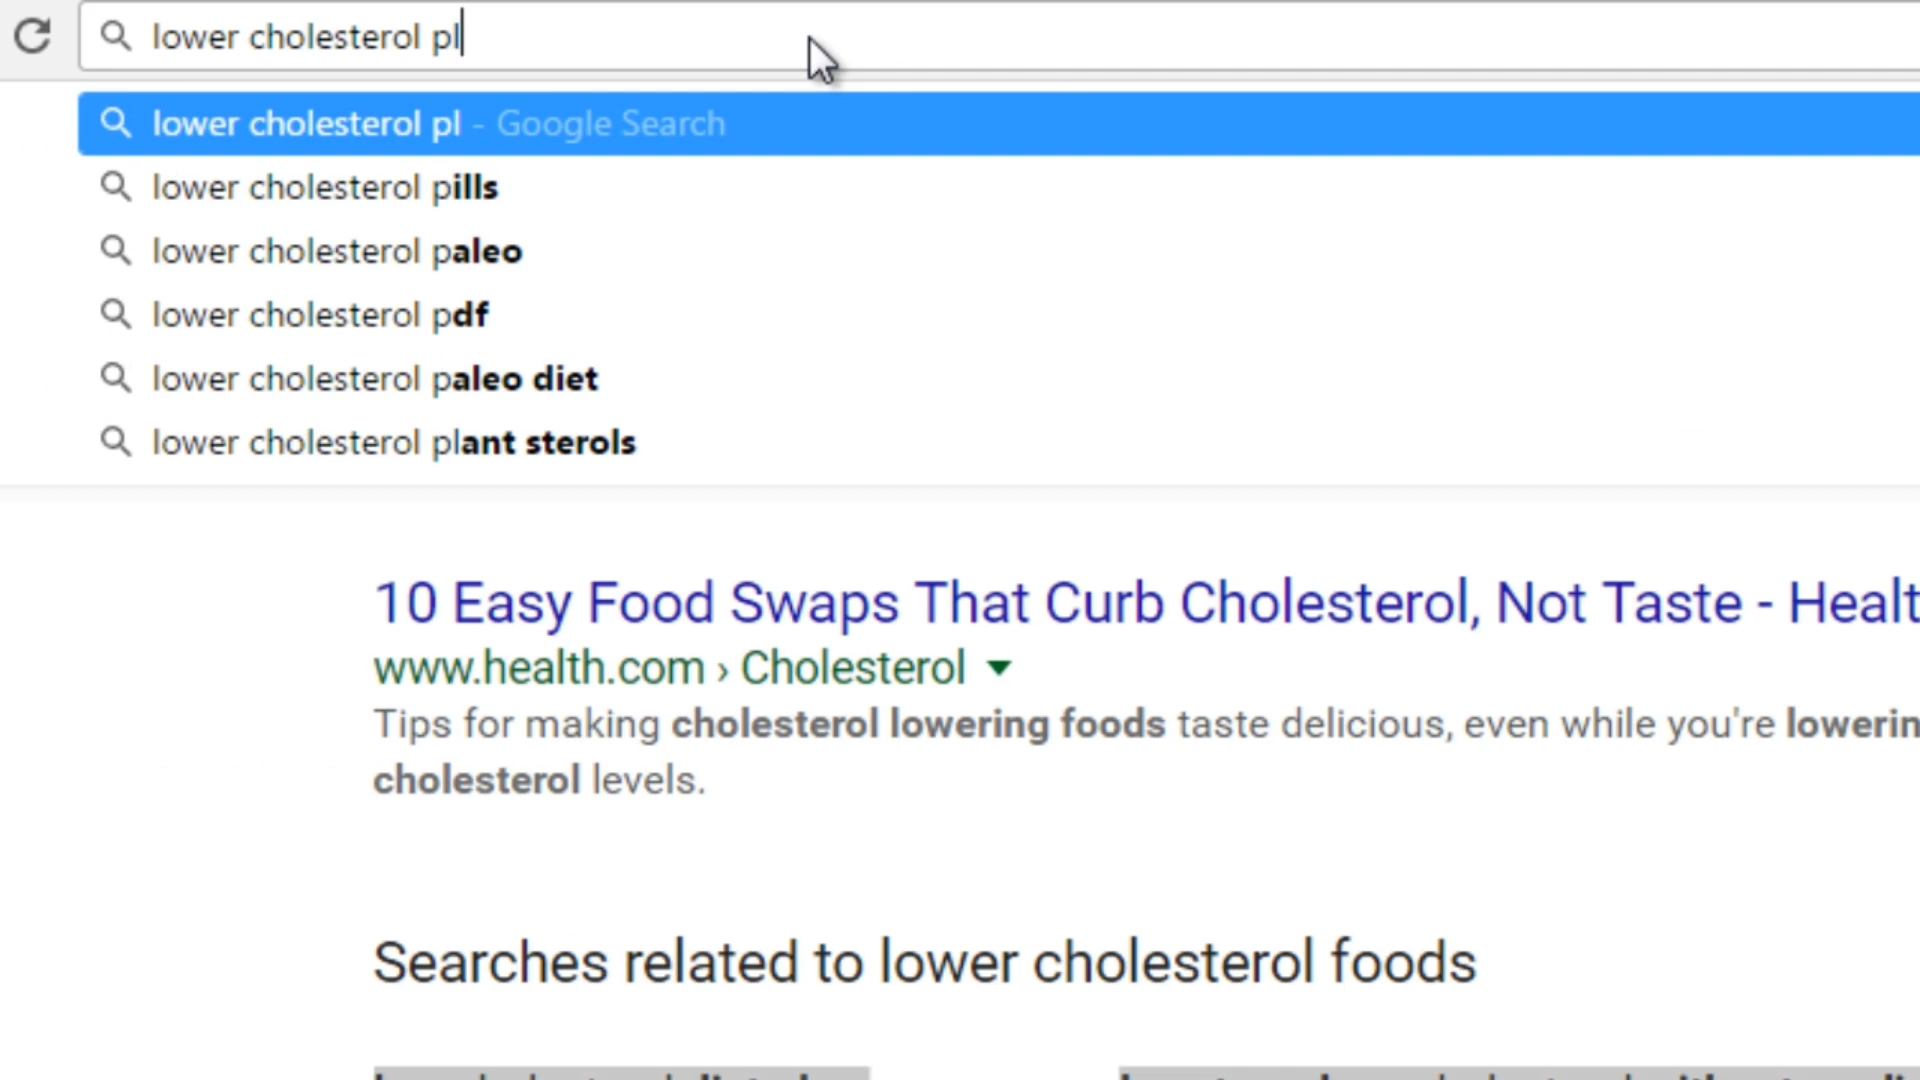 lower cholesterol pl
lower cholesterol pl - Google Search
lower cholesterol pills
lower cholesterol paleo
lower cholesterol pdf
lower cholesterol paleo diet
lower cholesterol plant sterols
10 Easy Food Swaps That Curb Cholesterol, Not Taste - Healt
www.health.com › Cholesterol
Tips for making cholesterol lowering foods taste delicious, even while you're lowerin
cholesterol levels.
Searches related to lower cholesterol foods